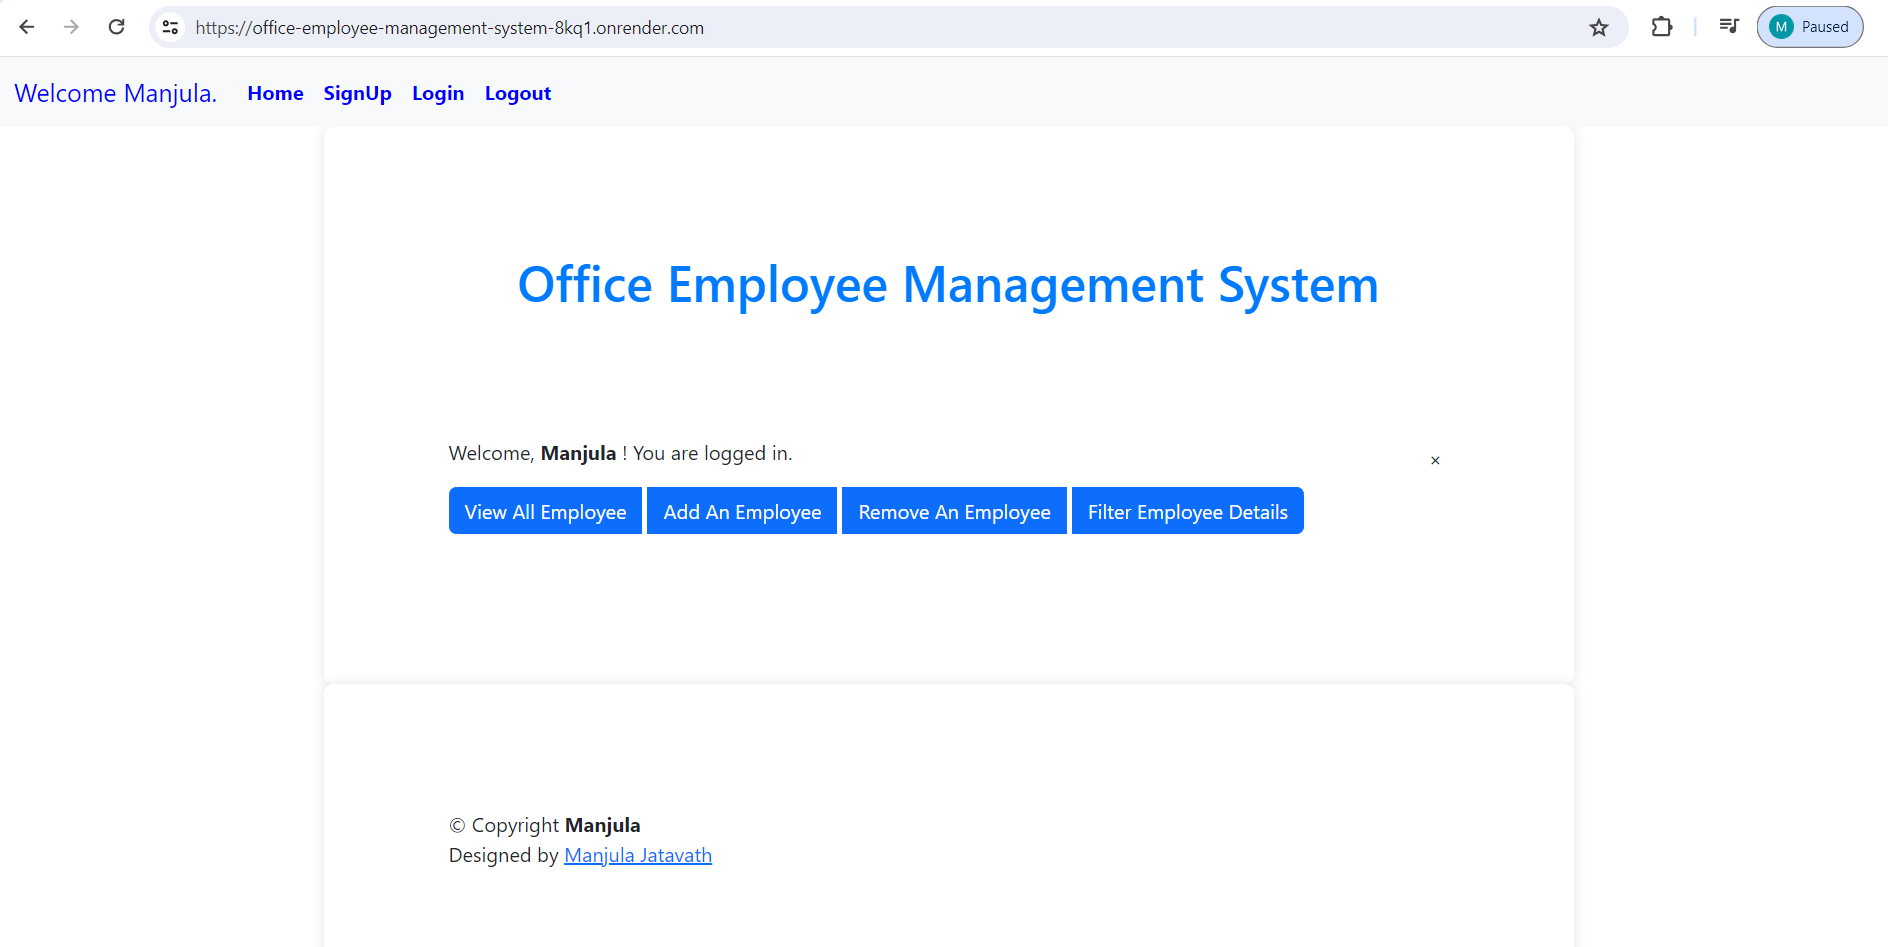 https://office-employee-management-system-8kq1.onrender.com
M Paused
Welcome Manjula. Home SignUp Login Logout
Office Employee Management System
Welcome, Manjula ! You are logged in.
×
View All Employee Add An Employee Remove An Employee Filter Employee Details
© Copyright Manjula
Designed by Manjula Jatavath